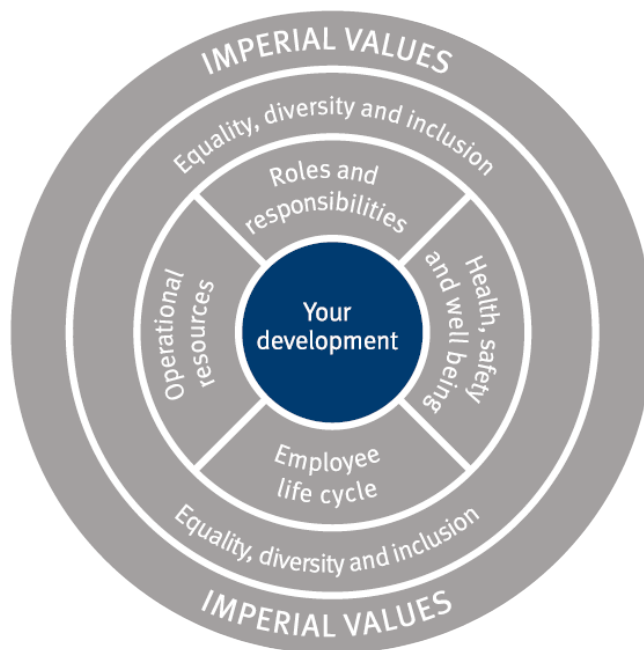 IMPERIAL VALUES
Equality, diversity and inclusion
Roles and
responsibilities
Operational
resources
Your
development
Health, safety
and well being
Employee
life cycle
Equality, diversity and inclusion
IMPERIAL VALUES